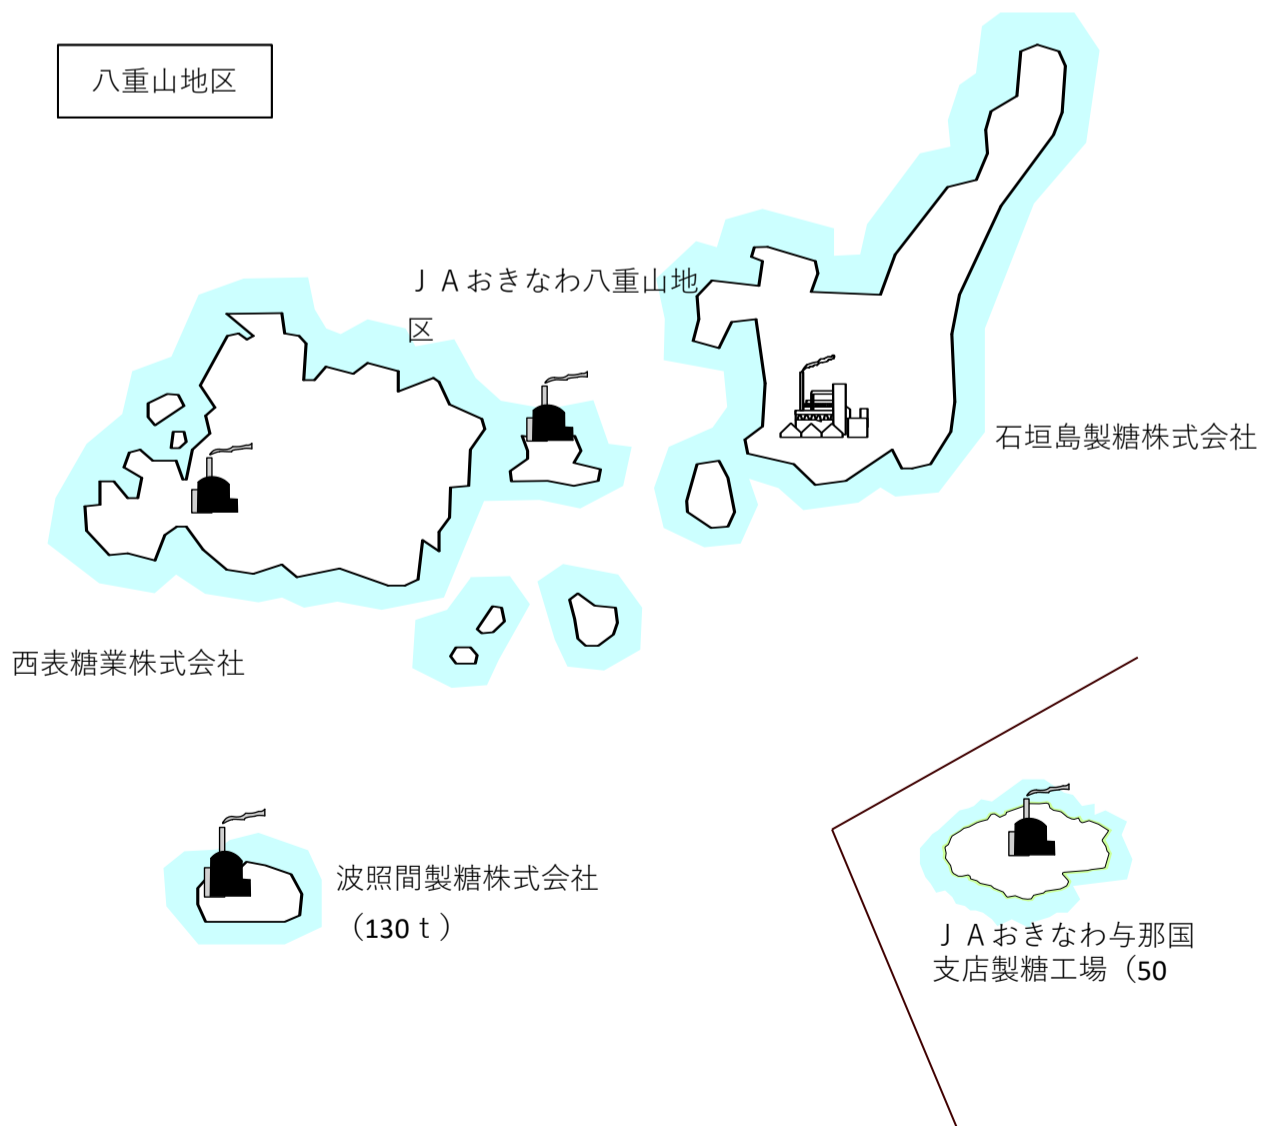 八重山地区
ＪＡおきなわ八重山地
区
石垣島製糖株式会社
西表糖業株式会社
波照間製糖株式会社
（130ｔ）
ＪＡおきなわ与那国
支店製糖工場（50